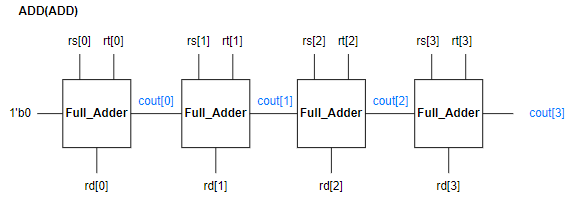 ADD(ADD)
rs[0] rt[0] rs[1] rt[1] rs[2] rt[2] rs[3] rt[3]
1'b0 Full_Adder cout[0] Full_Adder cout[1] Full_Adder cout[2] Full_Adder cout[3]
rd[0] rd[1] rd[2] rd[3]